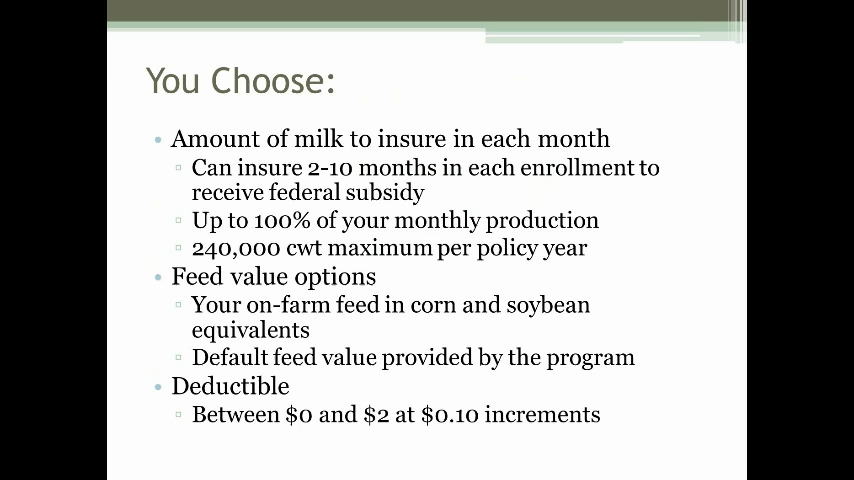 You Choose:
• Amount of milk to insure in each month
▫ Can insure 2-10 months in each enrollment to
receive federal subsidy
▫ Up to 100% of your monthly production
▫ 240,000 cwt maximum per policy year
• Feed value options
▫ Your on-farm feed in corn and soybean
equivalents
▫ Default feed value provided by the program
• Deductible
▫ Between $0 and $2 at $0.10 increments